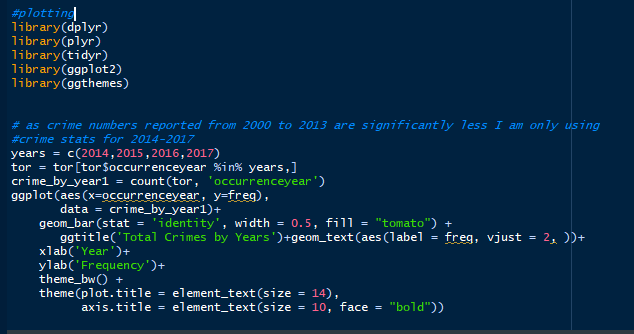 #plotting
library(dplyr)
library(plyr)
library(tidyr)
library(ggplot2)
library(ggthemes)
# as crime numbers reported from 2000 to 2013 are significantly less I am only using
#crime stats for 2014-2017
years = c(2014,2015,2016,2017)
tor = tor[tor$occurrenceyear %in% years,]
crime_by_year1 = count(tor, 'occurrenceyear')
ggplot(aes(x=occurrenceyear, y=freq),
data = crime_by_year1)+
geom_bar(stat = 'identity', width = 0.5, fill = "tomato") +
ggtitle('Total Crimes by Years')+geom_text(aes(label = freq, vjust = 2, ))+
xlab('Year')+
ylab('Frequency')+
theme_bw() +
theme(plot.title = element_text(size = 14),
axis.title = element_text(size = 10, face = "bold"))